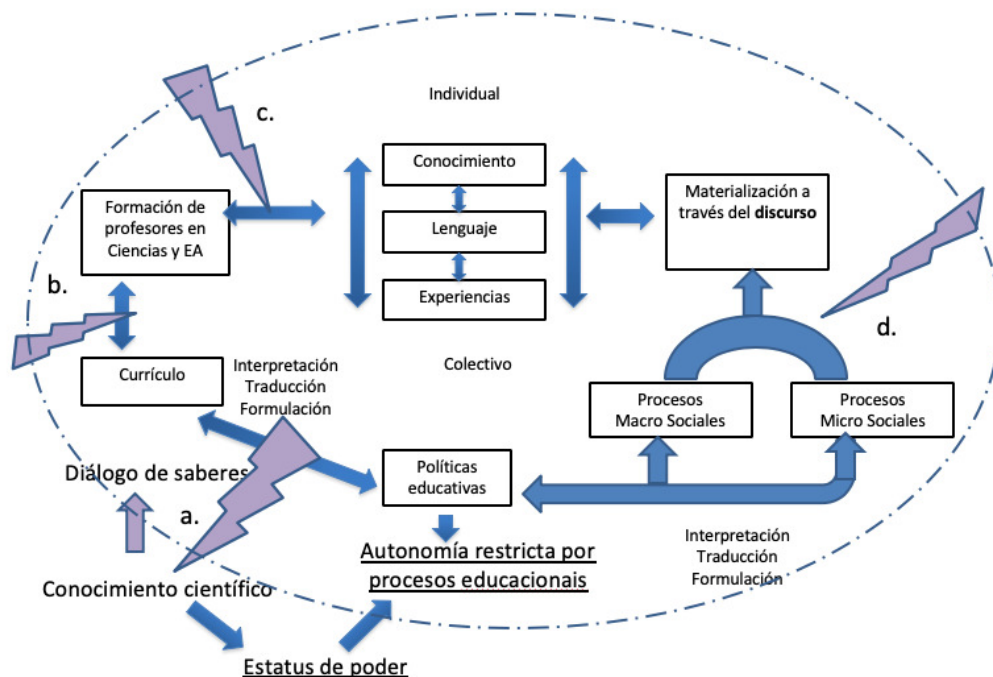 Individual
c.
Conocimiento
Lenguaje
Experiencias
Colectivo
Formación de
profesores en
Ciencias y EA
b.
Currículo
Interpretación
Traducción
Formulación
Materialización a
través del discurso
d.
Procesos
Macro Sociales
Procesos
Micro Sociales
Políticas
educativas
Diálogo de saberes
a.
Conocimiento científico
Autonomía restricta por
procesos educacionais
Estatus de poder
Interpretación
Traducción
Formulación